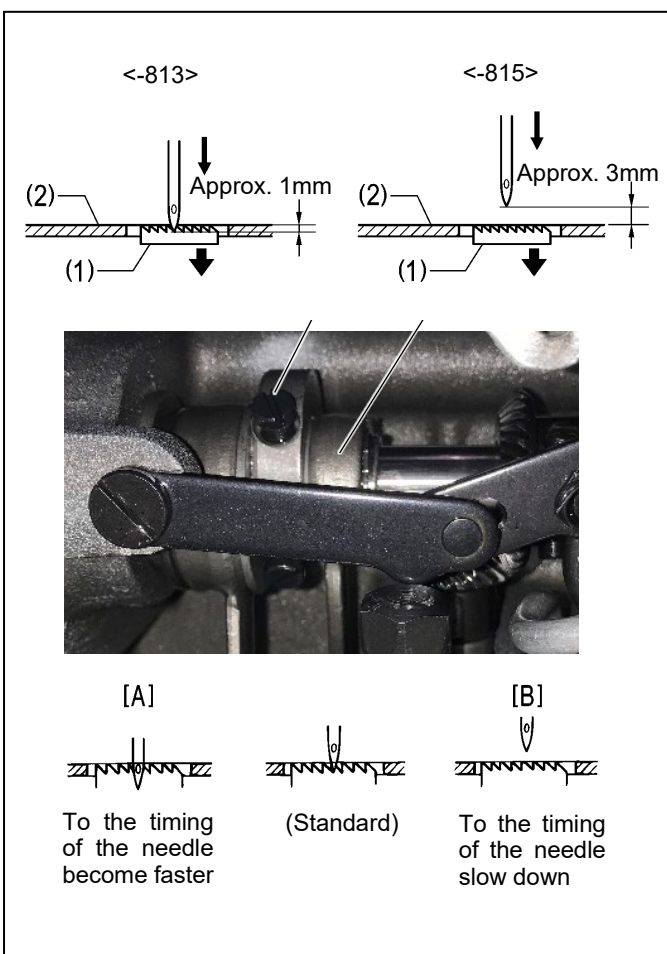 <-813>
<-815>
Approx. 1mm
Approx. 3mm
(2)
(2)
(1)
(1)
[A]
[B]
To the timing
of the needle
become faster
(Standard)
To the timing
of the needle
slow down